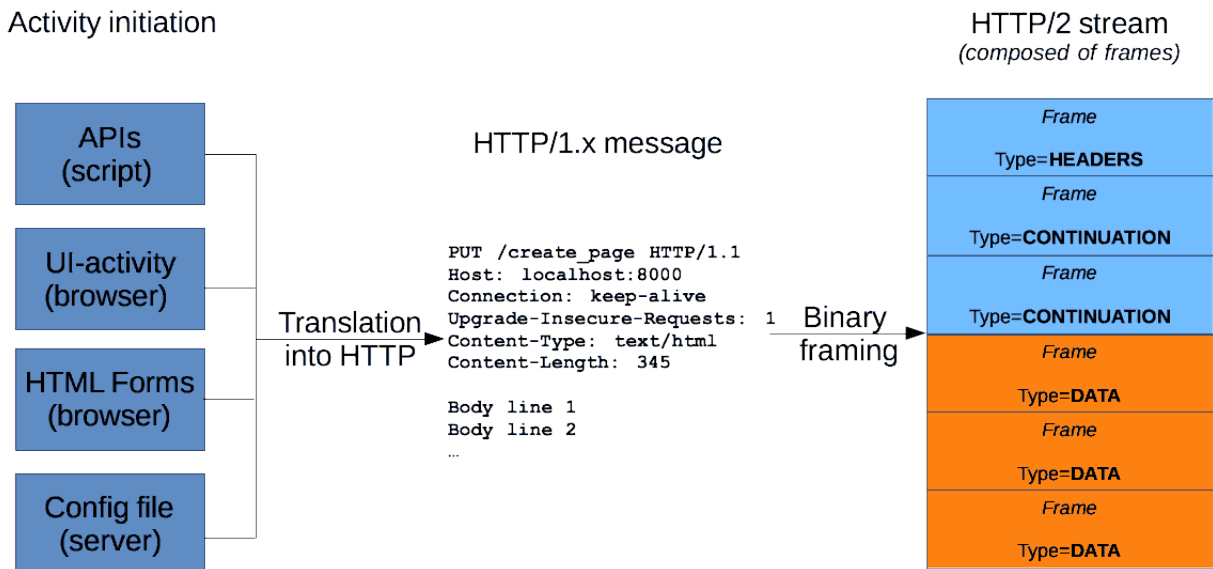 Activity initiation
APIs
(script)
UI-activity
(browser)
HTML Forms
(browser)
Config file
(server)
Translation
into HTTP
HTTP/1.x message
PUT /create_page HTTP/1.1
Host: localhost:8000
Connection: keep-alive
Upgrade-Insecure-Requests: 1
Content-Type: text/html
Content-Length: 345
Body line 1
Body line 2
…
Binary
framing
HTTP/2 stream
(composed of frames)
Frame
Type=HEADERS
Frame
Type=CONTINUATION
Frame
Type=CONTINUATION
Frame
Type=DATA
Frame
Type=DATA
Frame
Type=DATA